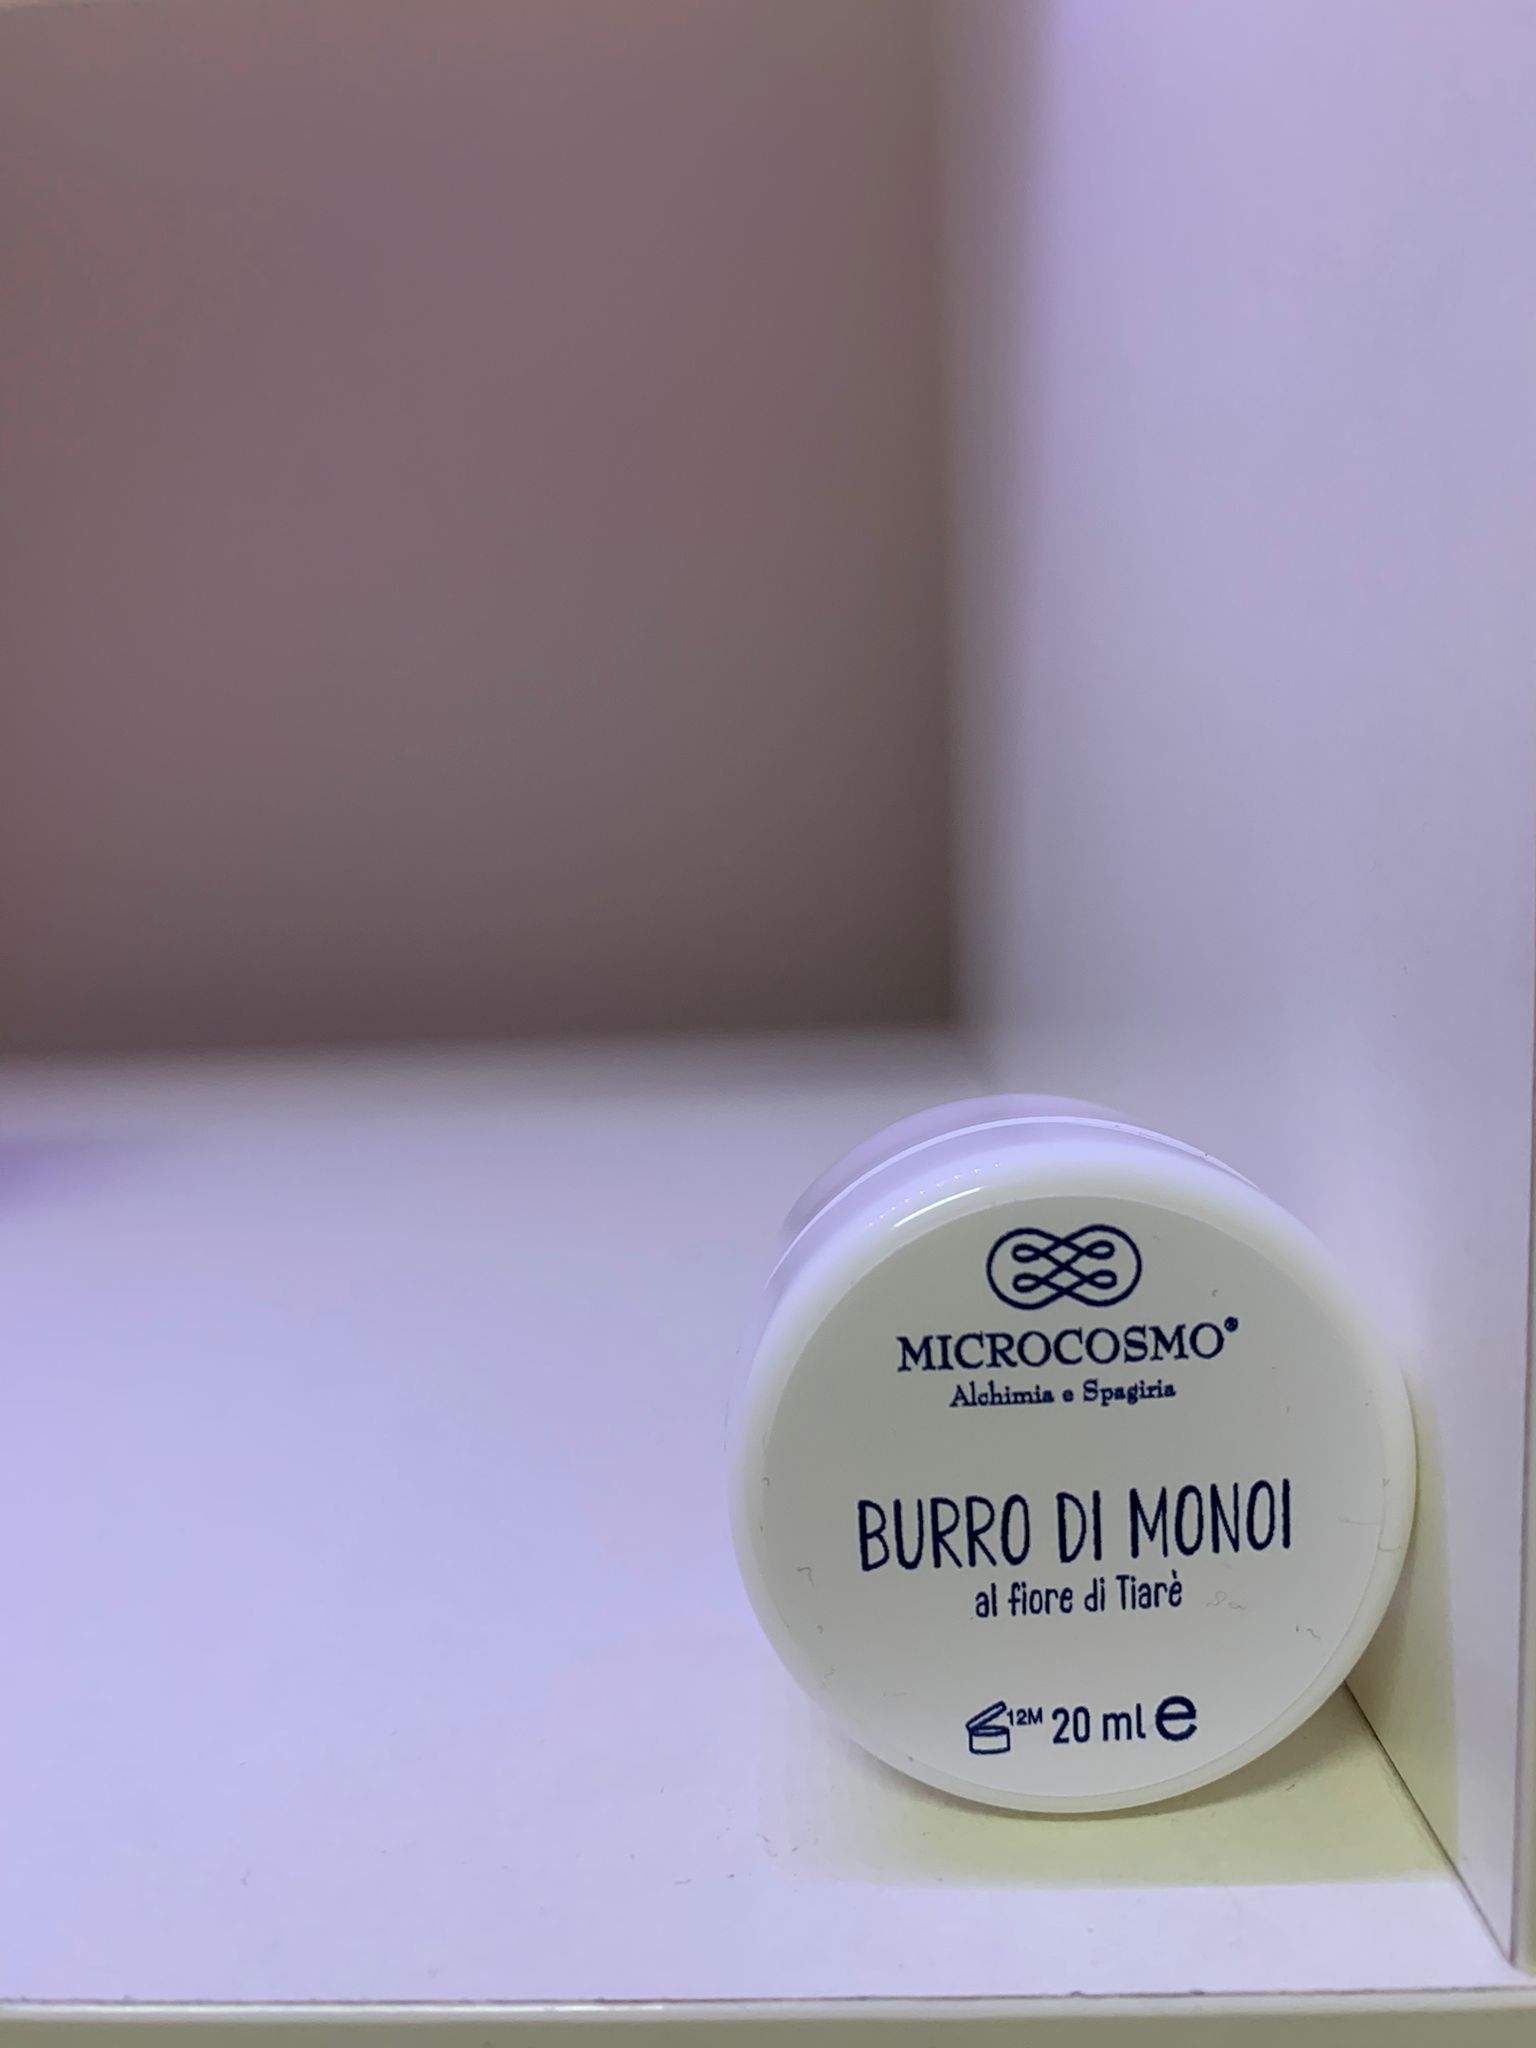 MICROCOSMO®
Alchimia e Spagiria
BURRO DI MONOI
al fiore di Tiarè
12M 20 ml e